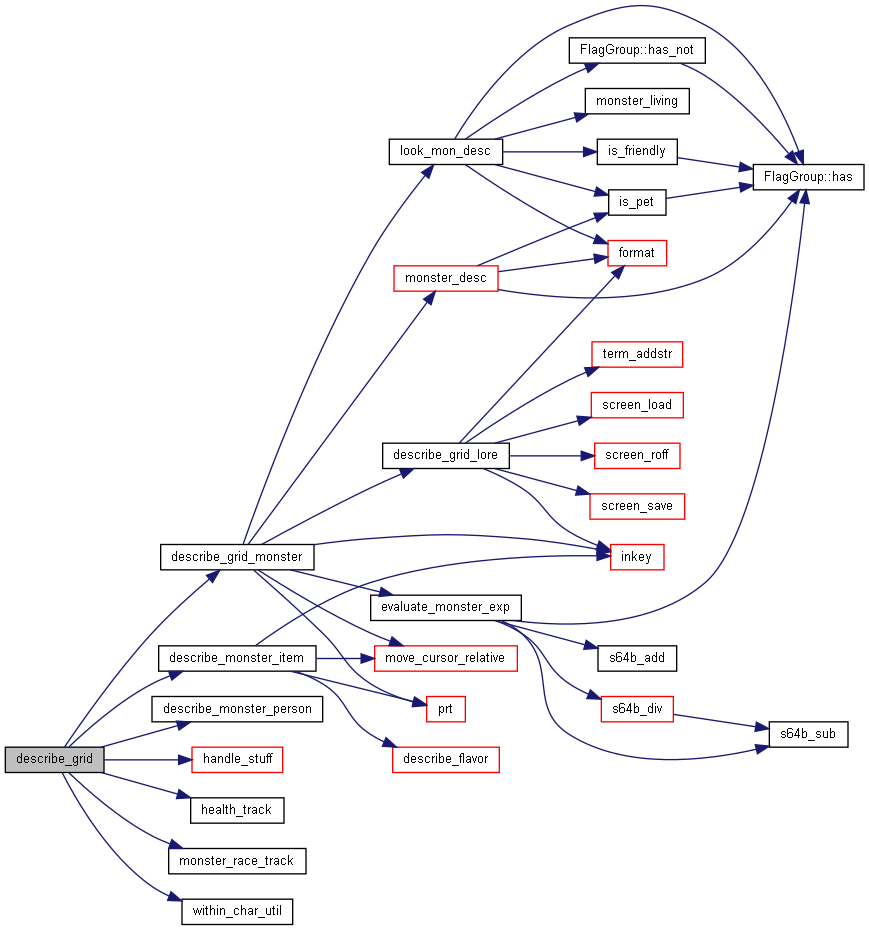 FlagGroup::has_not
monster_living
look_mon_desc
is_friendly
FlagGroup::has
is_pet
format
monster_desc
term_addstr
screen_load
describe_grid_lore
screen_roff
screen_save
describe_grid_monster
inkey
evaluate_monster_exp
describe_monster_item
move_cursor_relative
s64b_add
describe_monster_person
prt
s64b_div
s64b_sub
describe_grid
handle_stuff
describe_flavor
health_track
monster_race_track
within_char_util